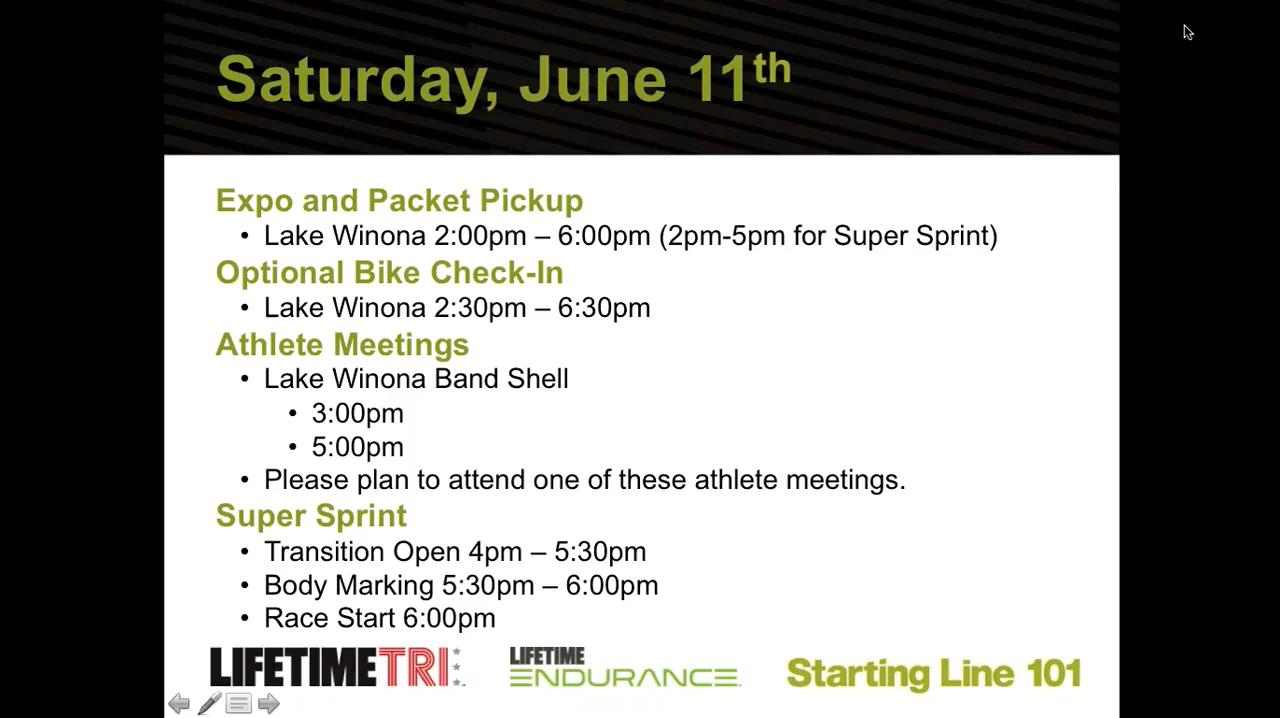 Saturday, June 11th
Expo and Packet Pickup
• Lake Winona 2:00pm – 6:00pm (2pm-5pm for Super Sprint)
Optional Bike Check-In
• Lake Winona 2:30pm – 6:30pm
Athlete Meetings
• Lake Winona Band Shell
• 3:00pm
• 5:00pm
• Please plan to attend one of these athlete meetings.
Super Sprint
• Transition Open 4pm – 5:30pm
• Body Marking 5:30pm – 6:00pm
• Race Start 6:00pm
LIFETIMETRI
LIFETIME
ENDURANCE
Starting Line 101